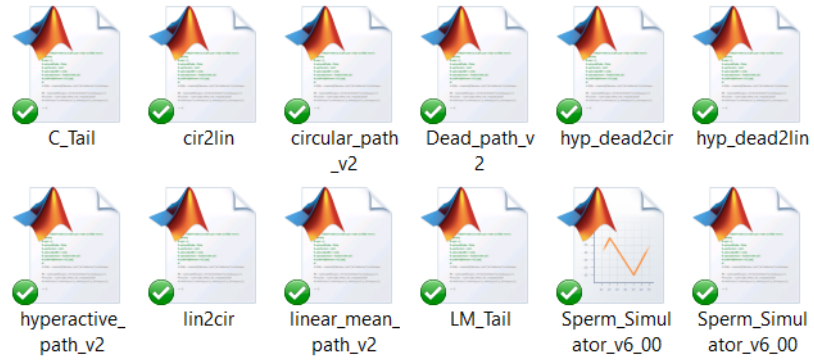 C_Tail
cir2lin
circular_path
_v2
Dead_path_v
2
hyp_dead2cir
hyp_dead2lin
hyperactive_
path_v2
lin2cir
linear_mean_
path_v2
LM_Tail
Sperm_Simul
ator_v6_00
Sperm_Simul
ator_v6_00